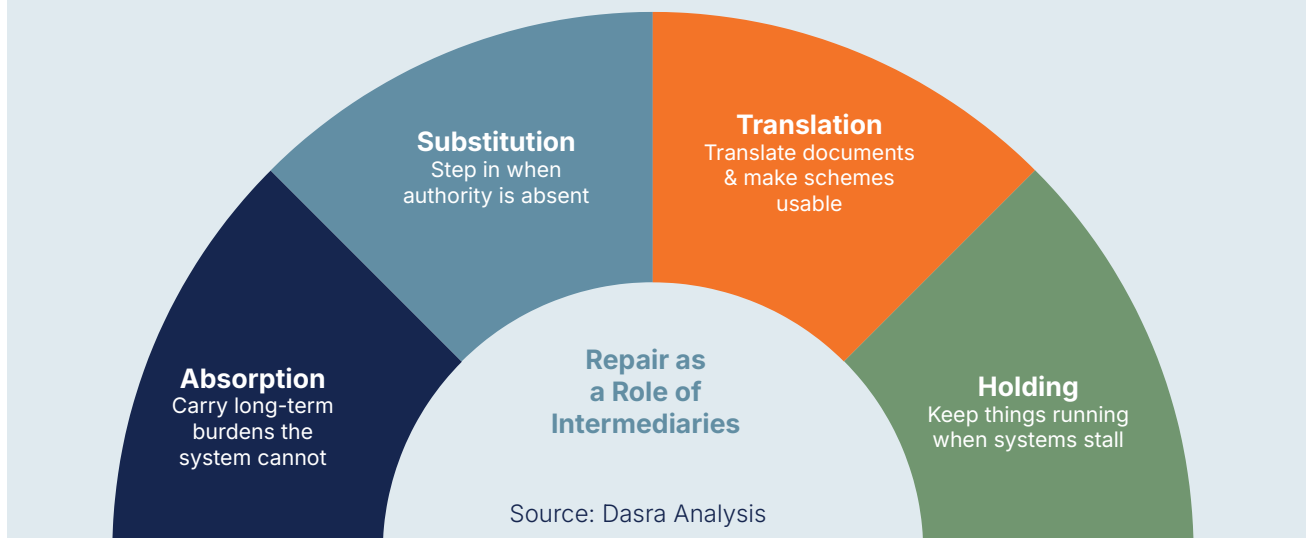 Substitution
Step in when
authority is absent
Translation
Translate documents
& make schemes
usable
Absorption
Carry long-term
burdens the
system cannot
Repair as
a Role of
Intermediaries
Holding
Keep things running
when systems stall
Source: Dasra Analysis